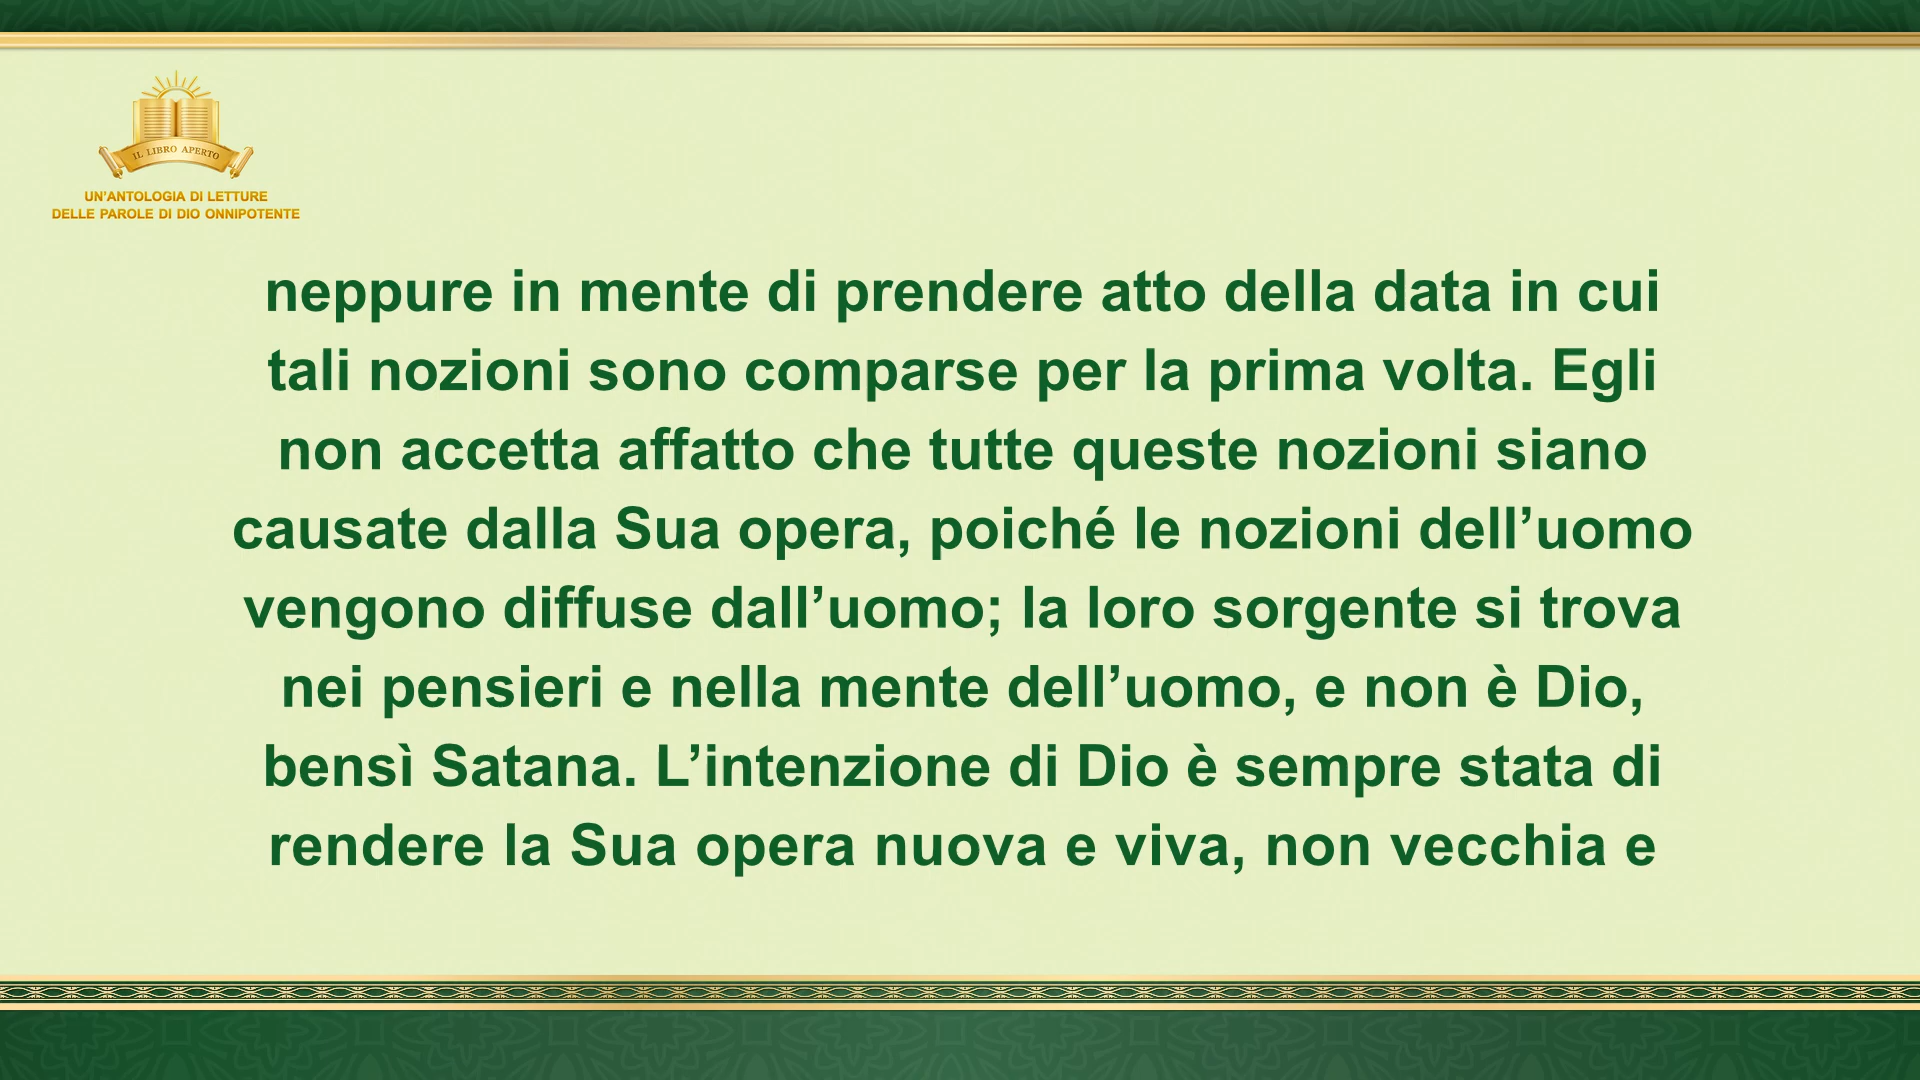 IL LIBRO APERTO
UN'ANTOLOGIA DI LETTURE
DELLE PAROLE DI DIO ONNIPOTENTE
neppure in mente di prendere atto della data in cui
tali nozioni sono comparse per la prima volta. Egli
non accetta affatto che tutte queste nozioni siano
causate dalla Sua opera, poiché le nozioni dell’uomo
vengono diffuse dall’uomo; la loro sorgente si trova
nei pensieri e nella mente dell’uomo, e non è Dio,
bensì Satana. L’intenzione di Dio è sempre stata di
rendere la Sua opera nuova e viva, non vecchia e